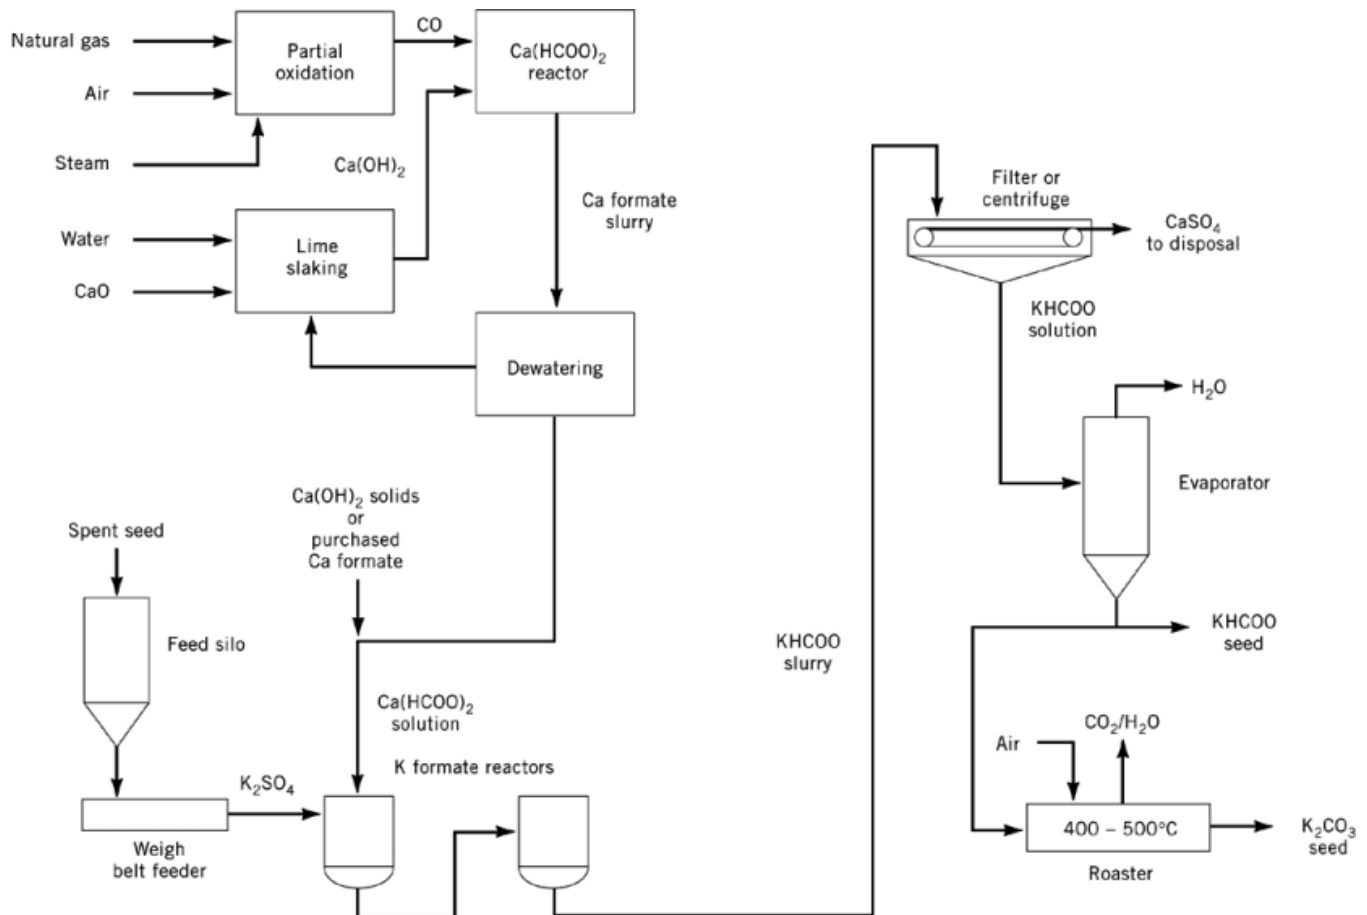 Natural gas
Air
Steam
Partial
oxidation
CO
Ca(HCOO)₂
reactor
Ca(OH)₂
Water
CaO
Lime
slaking
Ca formate
slurry
Dewatering
Ca(OH)₂ solids
or
purchased
Ca formate
Spent seed
Feed silo
Ca(HCOO)₂
solution
K formate reactors
K₂SO₄
Weigh
belt feeder
KHCOO
slurry
Filter or
centrifuge
CaSO₄
to disposal
KHCOO
solution
H₂O
Evaporator
KHCOO
seed
Air
CO₂/H₂O
400 – 500°C
Roaster
K₂CO₃
seed